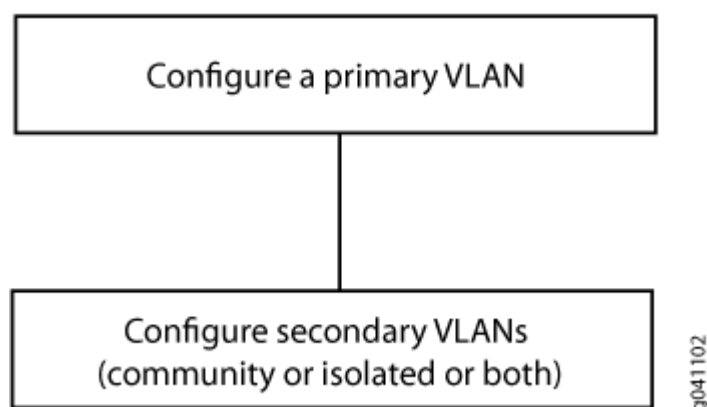 Configure a primary VLAN
Configure secondary VLANs
(community or isolated or both)
g041102